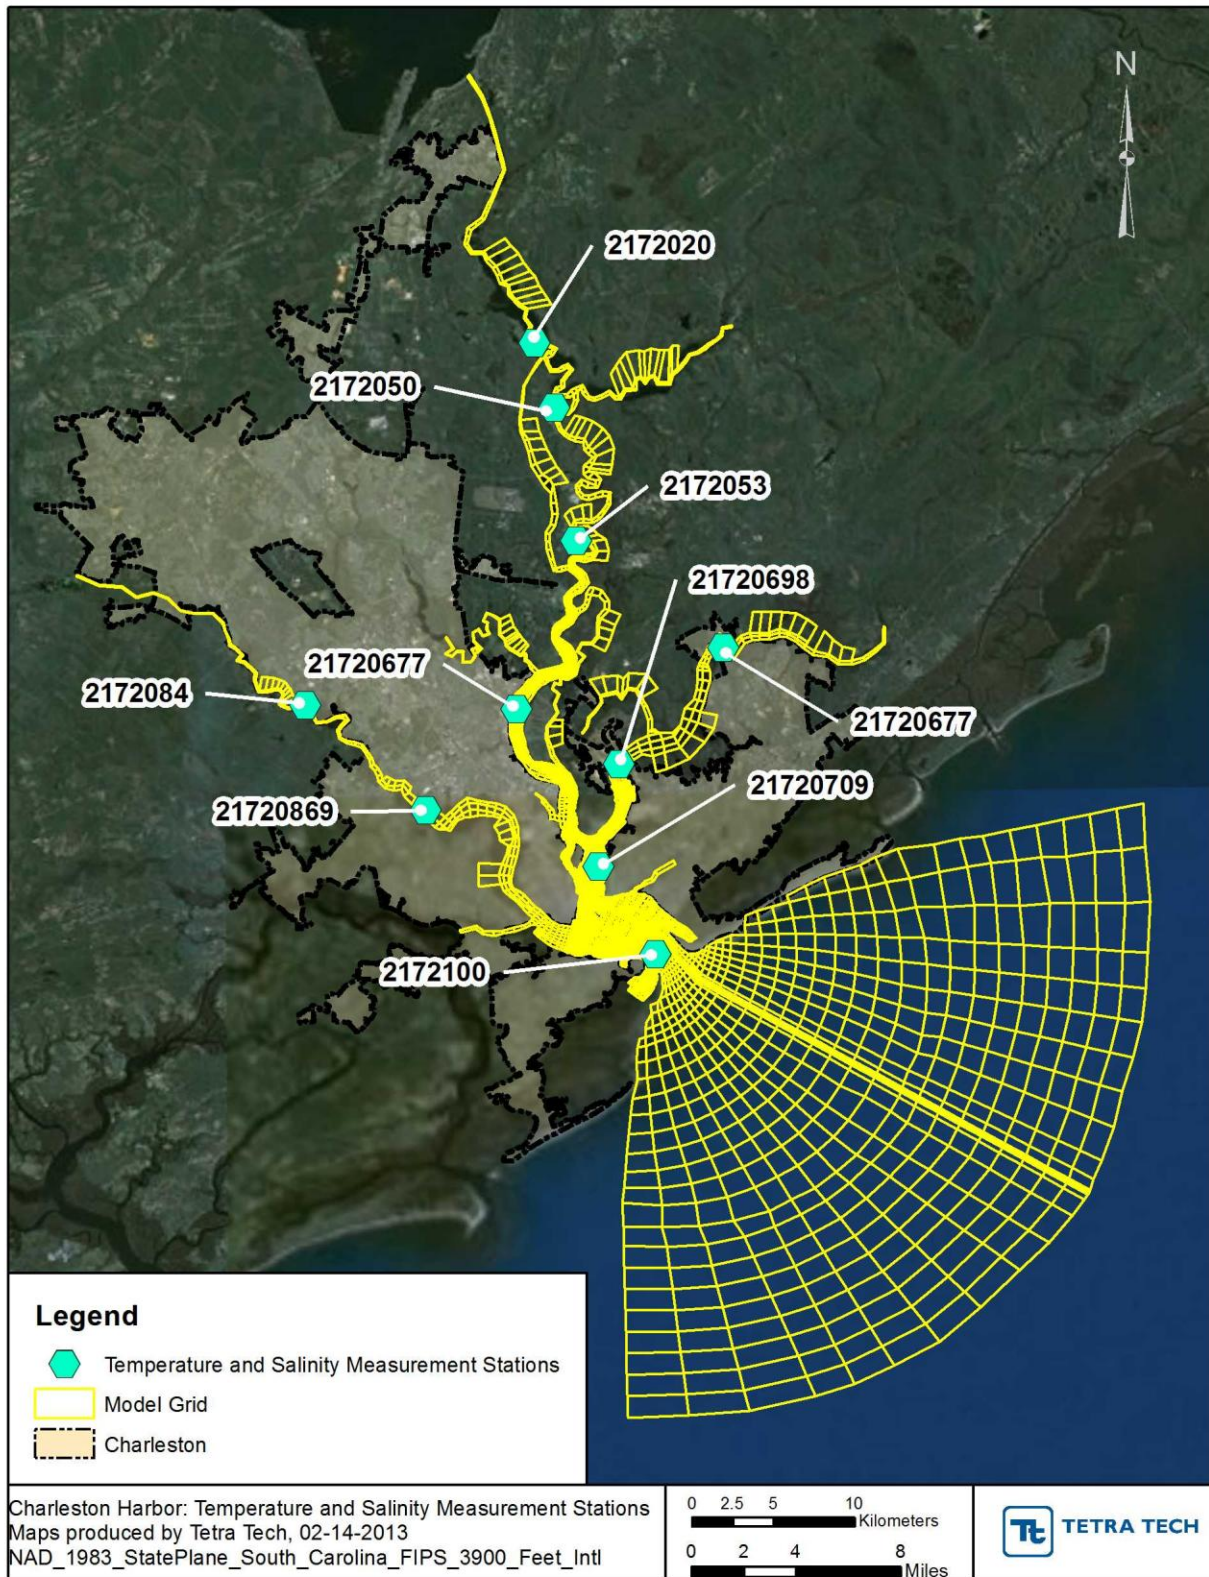 N
2172020
2172050
2172053
21720698
21720677
2172084
21720677
21720709
21720869
2172100
Legend
Temperature and Salinity Measurement Stations
Model Grid
Charleston
Charleston Harbor: Temperature and Salinity Measurement Stations
Maps produced by Tetra Tech, 02-14-2013
NAD_1983_StatePlane_South_Carolina_FIPS_3900_Feet_Intl
0 2.5 5 10
Kilometers
0 2 4 8
Miles
Tt TETRA TECH